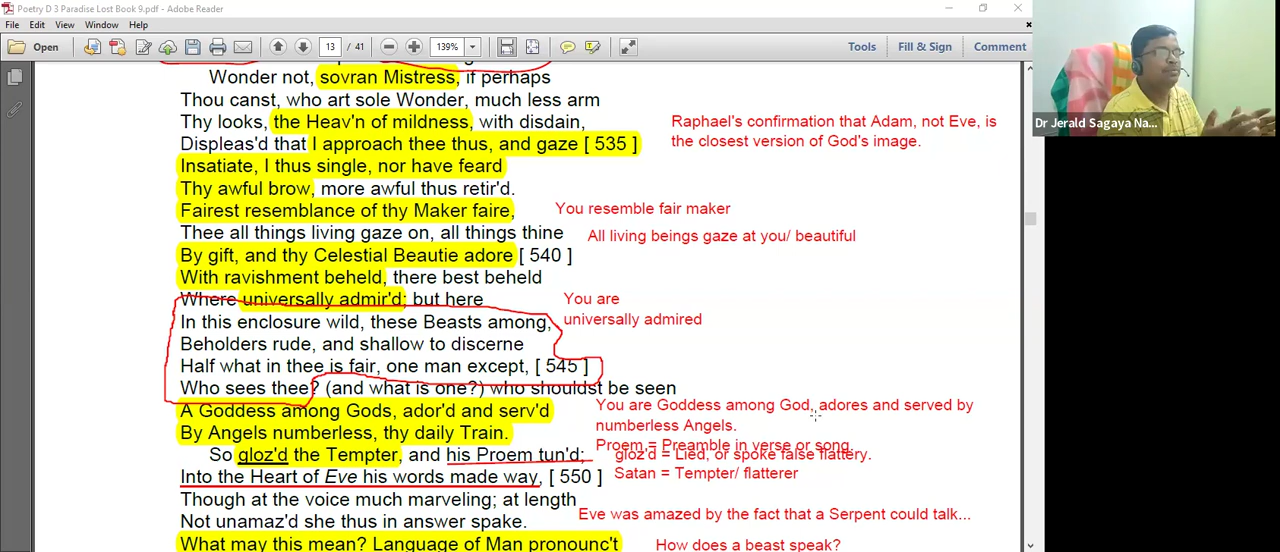 Poetry D 3 Paradise Lost Book 9.pdf - Adobe Reader
File Edit View Window Help
Open 13 / 41 139% Tools Fill & Sign Comment
Wonder not, sovran Mistress, if perhaps
Thou canst, who art sole Wonder, much less arm
Thy looks, the Heav'n of mildness, with disdain,
Displeas'd that I approach thee thus, and gaze [ 535 ]
Insatiate, I thus single, nor have feard
Thy awful brow, more awful thus retir'd.
Fairest resemblance of thy Maker faire,
Thee all things living gaze on, all things thine
By gift, and thy Celestial Beautie adore [ 540 ]
With ravishment beheld, there best beheld
Where universally admir'd; but here
In this enclosure wild, these Beasts among,
Beholders rude, and shallow to discerne
Half what in thee is fair, one man except, [ 545 ]
Who sees thee? (and what is one?) who shouldst be seen
A Goddess among Gods, ador'd and serv'd
By Angels numberless, thy daily Train.
So gloz'd the Tempter, and his Proem tun'd;
Into the Heart of Eve his words made way, [ 550 ]
Though at the voice much marveling; at length
Not unamaz'd she thus in answer spake.
What may this mean? Language of Man pronounc't
Raphael's confirmation that Adam, not Eve, is
the closest version of God's image.
You resemble fair maker
All living beings gaze at you/ beautiful
You are
universally admired
You are Goddess among God, adores and served by
numberless Angels.
Proem = Preamble in verse or song.
gloz'd = Lied, or spoke false flattery.
Satan = Tempter/ flatterer
Eve was amazed by the fact that a Serpent could talk...
How does a beast speak?
Dr Jerald Sagaya Na...